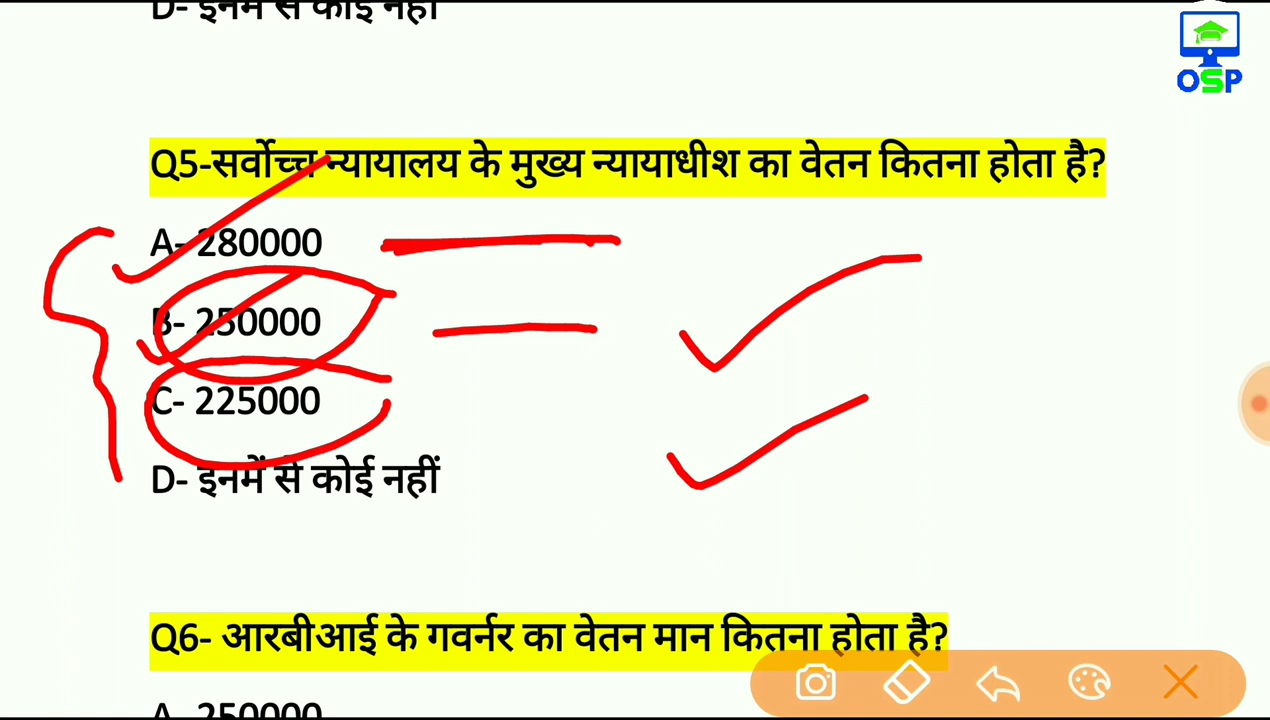 D- इनमें से कोई नहीं
OSP
Q5-सर्वोच्च न्यायालय के मुख्य न्यायाधीश का वेतन कितना होता है?
A- 280000
B- 250000
C- 225000
D- इनमें से कोई नहीं
Q6- आरबीआई के गवर्नर का वेतन मान कितना होता है?
A- 250000